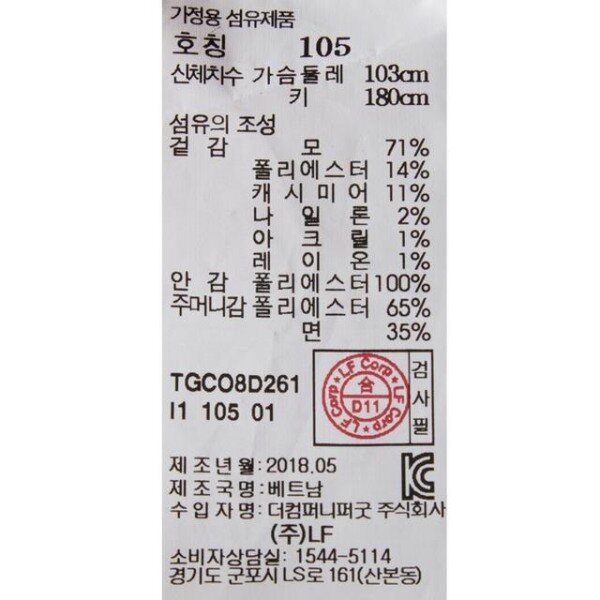 가정용 섬유제품
호칭 105
신체치수 가슴둘레 103cm
키 180cm
섬유의 조성
겉감 모 71%
폴리에스터 14%
캐시미어 11%
나일론 2%
아크릴 1%
레이온 1%
안감 폴리에스터 100%
주머니감 폴리에스터 65%
면 35%
TGCO8D261
I1 105 01
LF Corp ★ LF Corp ★ LF Corp ★
合
D11
검사필
제조년월 : 2018.05
제조국명 : 베트남
수입자명 : 더컴퍼니퍼굿 주식회사
(주)LF
소비자상담실: 1544-5114
경기도 군포시 LS로 161(산본동)